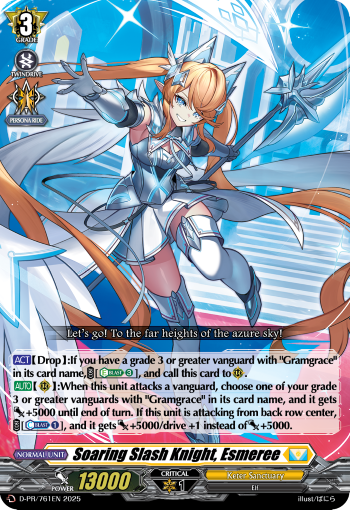 3
GRADE
TWINDRIVE
PERSONA RIDE
Let's go! To the far heights of the azure sky!
ACT【Drop】:If you have a grade 3 or greater vanguard with "Gramgrace"
in its card name, [ BLAST 3 ], and call this card to .
AUTO【 】:When this unit attacks a vanguard, choose one of your grade
3 or greater vanguards with "Gramgrace" in its card name, and it gets
+5000 until end of turn. If this unit is attacking from back row center,
[ BLAST 1 ], and it gets +5000/drive +1 instead of +5000.
NORMAL UNIT
Soaring Slash Knight, Esmeree
POWER
13000
CRITICAL
1
Keter Sanctuary
Elf
D-PR/761EN 2025
illust/ばにら